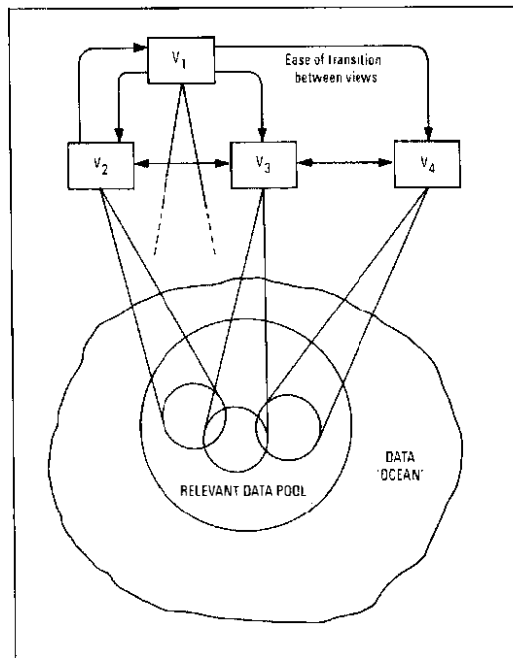 V1
Ease of transition
between views
V2
V3
V4
DATA
'OCEAN'
RELEVANT DATA POOL